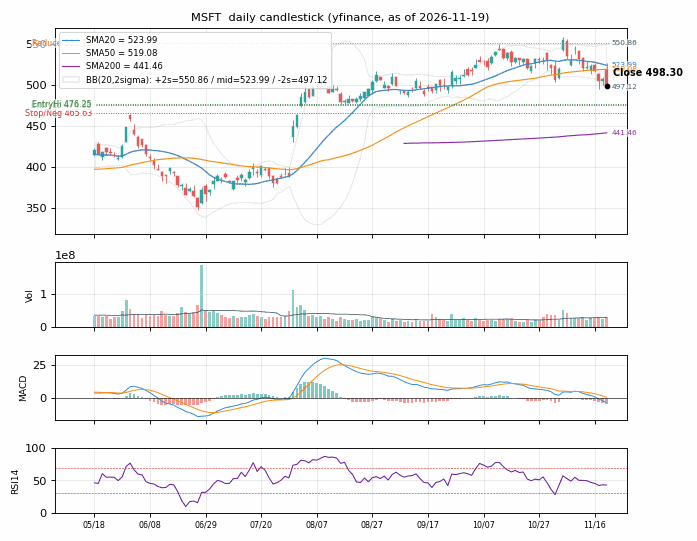 MSFT  daily candlestick (yfinance, as of 2026-11-19)
SMA20 = 523.99
SMA50 = 519.08
SMA200 = 441.46
BB(20,2sigma): +2s=550.86 / mid=523.99 / -2s=497.12
550.86
523.99
Close 498.30
497.12
441.46
550
500
450
400
350
EntryHi 476.25
Stop/Neg 465.63
1e8
Vol
1
0
MACD
25
0
RSI14
100
50
0
05/18
06/08
06/29
07/20
08/07
08/27
09/17
10/07
10/27
11/16